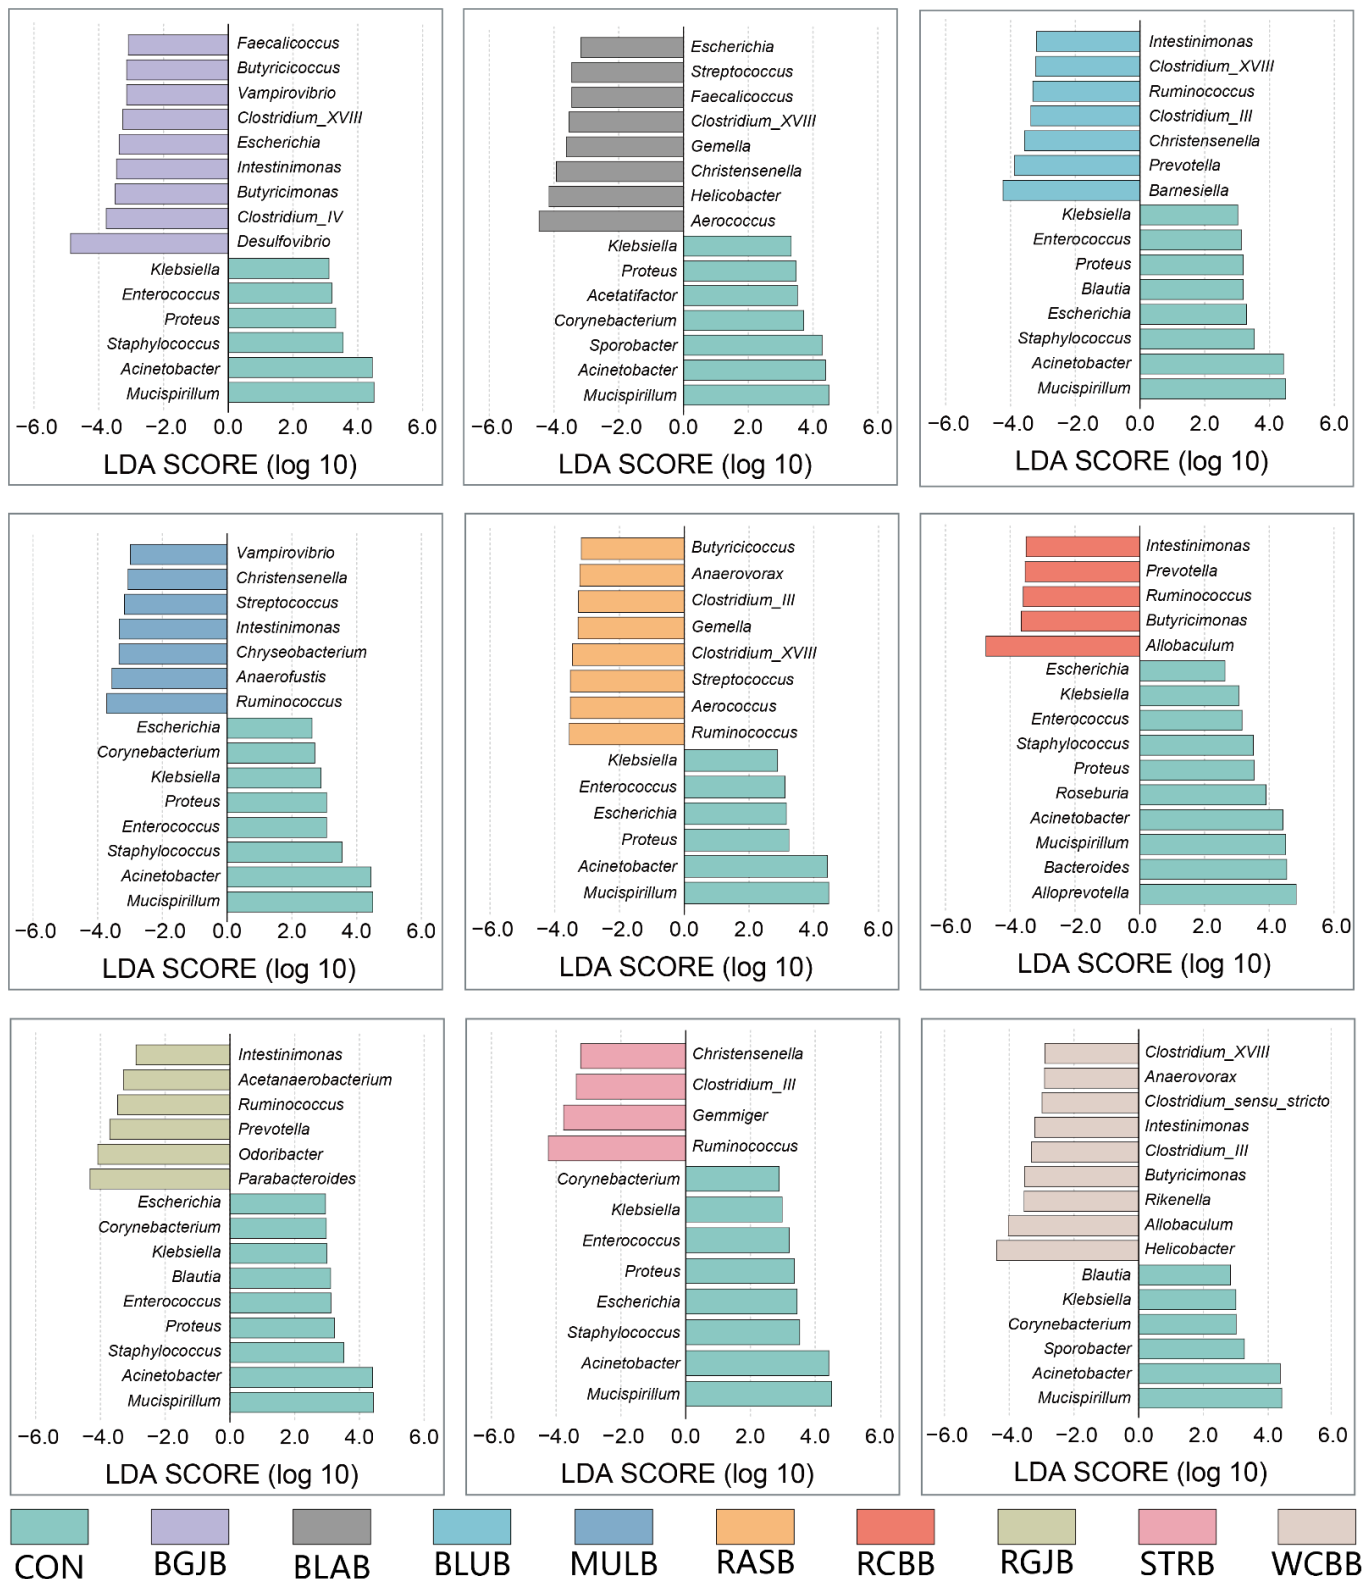 Faecalicoccus
Butyricicoccus
Vampirovibrio
Clostridium_XVIII
Escherichia
Intestinimonas
Butyricimonas
Clostridium_IV
Desulfovibrio
Klebsiella
Enterococcus
Proteus
Staphylococcus
Acinetobacter
Mucispirillum
−6.0 −4.0 −2.0 0.0 2.0 4.0 6.0
LDA SCORE (log 10)
Escherichia
Streptococcus
Faecalicoccus
Clostridium_XVIII
Gemella
Christensenella
Helicobacter
Aerococcus
Klebsiella
Proteus
Acetatifactor
Corynebacterium
Sporobacter
Acinetobacter
Mucispirillum
−6.0 −4.0 −2.0 0.0 2.0 4.0 6.0
LDA SCORE (log 10)
Intestinimonas
Clostridium_XVIII
Ruminococcus
Clostridium_III
Christensenella
Prevotella
Barnesiella
Klebsiella
Enterococcus
Proteus
Blautia
Escherichia
Staphylococcus
Acinetobacter
Mucispirillum
−6.0 −4.0 −2.0 0.0 2.0 4.0 6.0
LDA SCORE (log 10)
Vampirovibrio
Christensenella
Streptococcus
Intestinimonas
Chryseobacterium
Anaerofustis
Ruminococcus
Escherichia
Corynebacterium
Klebsiella
Proteus
Enterococcus
Staphylococcus
Acinetobacter
Mucispirillum
−6.0 −4.0 −2.0 0.0 2.0 4.0 6.0
LDA SCORE (log 10)
Butyricicoccus
Anaerovorax
Clostridium_III
Gemella
Clostridium_XVIII
Streptococcus
Aerococcus
Ruminococcus
Klebsiella
Enterococcus
Escherichia
Proteus
Acinetobacter
Mucispirillum
−6.0 −4.0 −2.0 0.0 2.0 4.0 6.0
LDA SCORE (log 10)
Intestinimonas
Prevotella
Ruminococcus
Butyricimonas
Allobaculum
Escherichia
Klebsiella
Enterococcus
Staphylococcus
Proteus
Roseburia
Acinetobacter
Mucispirillum
Bacteroides
Alloprevotella
−6.0 −4.0 −2.0 0.0 2.0 4.0 6.0
LDA SCORE (log 10)
Intestinimonas
Acetanaerobacterium
Ruminococcus
Prevotella
Odoribacter
Parabacteroides
Escherichia
Corynebacterium
Klebsiella
Blautia
Enterococcus
Proteus
Staphylococcus
Acinetobacter
Mucispirillum
−6.0 −4.0 −2.0 0.0 2.0 4.0 6.0
LDA SCORE (log 10)
Christensenella
Clostridium_III
Gemmiger
Ruminococcus
Corynebacterium
Klebsiella
Enterococcus
Proteus
Escherichia
Staphylococcus
Acinetobacter
Mucispirillum
−6.0 −4.0 −2.0 0.0 2.0 4.0 6.0
LDA SCORE (log 10)
Clostridium_XVIII
Anaerovorax
Clostridium_sensu_stricto
Intestinimonas
Clostridium_III
Butyricimonas
Rikenella
Allobaculum
Helicobacter
Blautia
Klebsiella
Corynebacterium
Sporobacter
Acinetobacter
Mucispirillum
−6.0 −4.0 −2.0 0.0 2.0 4.0 6.0
LDA SCORE (log 10)
CON BGJB BLAB BLUB MULB RASB RCBB RGJB STRB WCBB